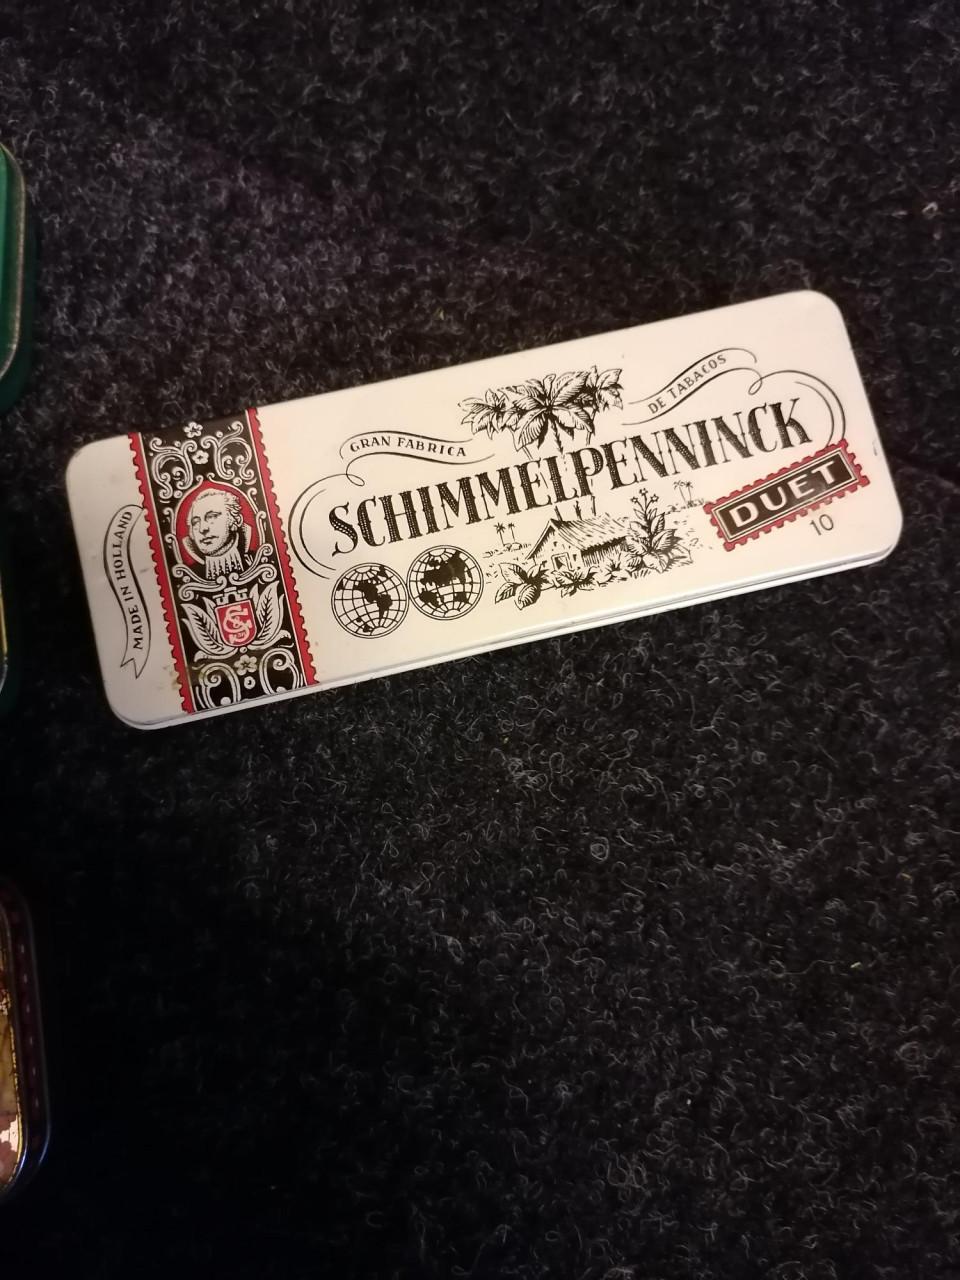 MADE IN HOLLAND
GRAN FABRICA
DE TABACOS
SCHIMMELPENNINCK
DUET
10